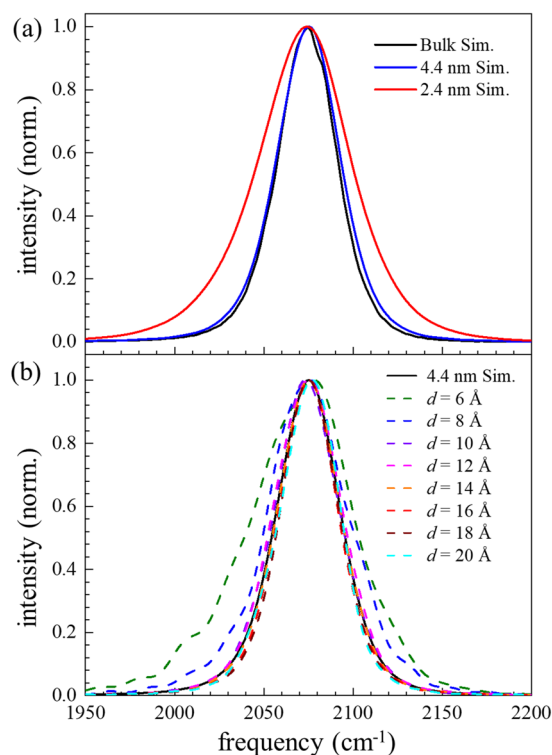 (a)
1.0
0.8
0.6
0.4
0.2
0.0
intensity (norm.)
Bulk Sim.
4.4 nm Sim.
2.4 nm Sim.
(b)
1.0
0.8
0.6
0.4
0.2
0.0
intensity (norm.)
4.4 nm Sim.
d = 6 Å
d = 8 Å
d = 10 Å
d = 12 Å
d = 14 Å
d = 16 Å
d = 18 Å
d = 20 Å
1950 2000 2050 2100 2150 2200
frequency (cm⁻¹)